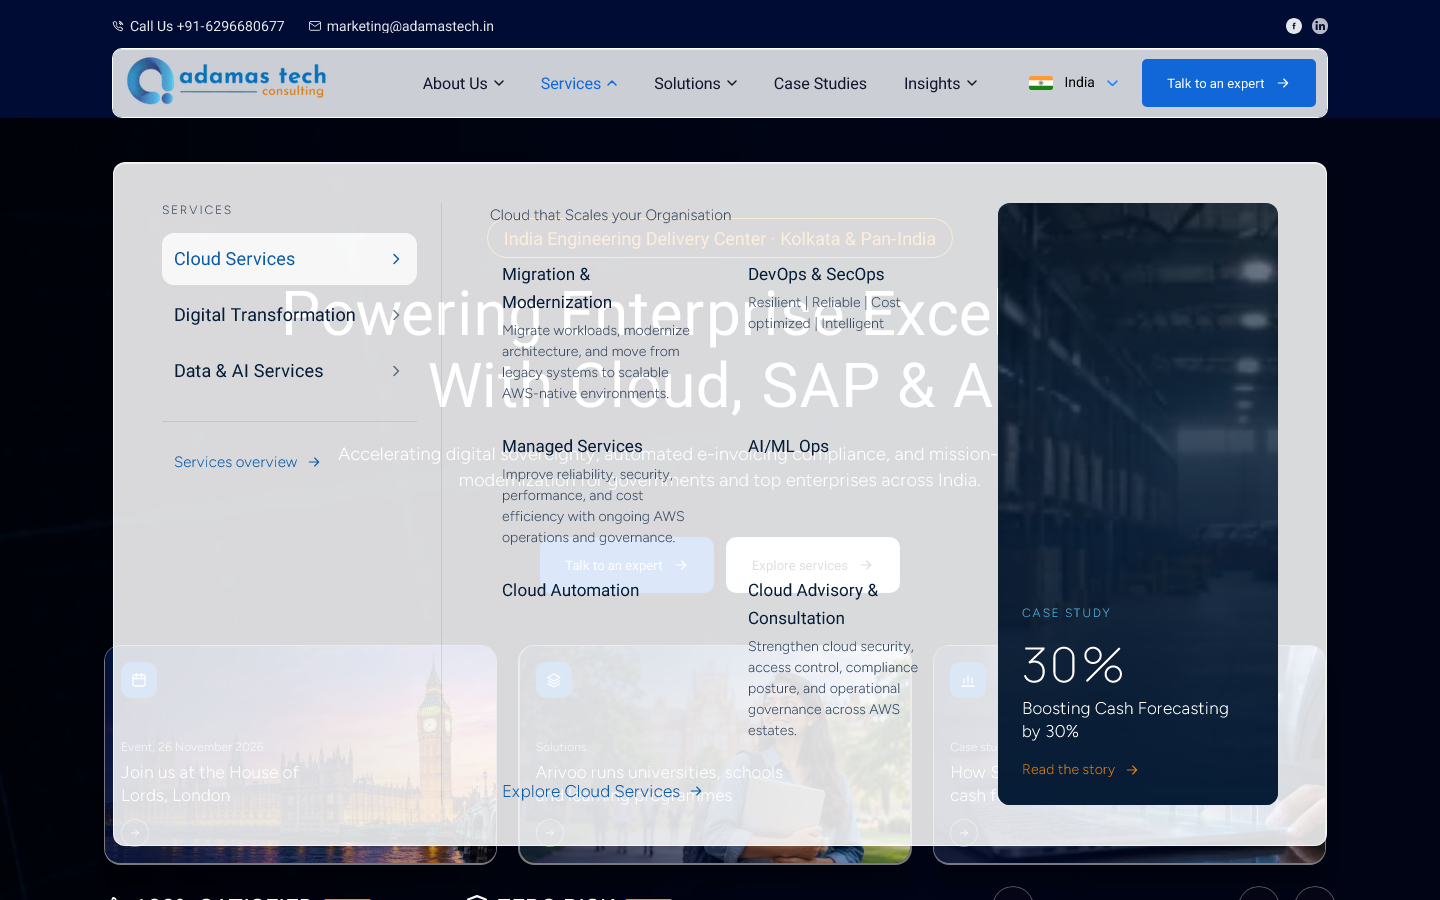 Call Us +91-6296680677
marketing@adamastech.in
adamas tech
consulting
About Us
Services
Solutions
Case Studies
Insights
India
Talk to an expert
SERVICES
Cloud Services
Digital Transformation
Data & AI Services
Services overview
Cloud that Scales your Organisation
India Engineering Delivery Center · Kolkata & Pan-India
Migration &
Modernization
Migrate workloads, modernize
architecture, and move from
legacy systems to scalable
AWS-native environments.
DevOps & SecOps
Resilient | Reliable | Cost
optimized | Intelligent
Managed Services
Improve reliability, security,
performance, and cost
efficiency with ongoing AWS
operations and governance.
AI/ML Ops
Cloud Automation
Cloud Advisory &
Consultation
Strengthen cloud security,
access control, compliance
posture, and operational
governance across AWS
estates.
Explore Cloud Services
Powering Enterprise Excel
With Cloud, SAP & A
Accelerating digital sovereignty, automated e-invoicing compliance, and mission-
modernization for governments and top enterprises across India.
Talk to an expert
Explore services
CASE STUDY
30%
Boosting Cash Forecasting
by 30%
Read the story
Event, 26 November 2026
Join us at the House of
Lords, London
Solutions
Arivoo runs universities, schools
and learning programmes
Case stu
How S
cash f
100% SATISFIED
ZERO RISK